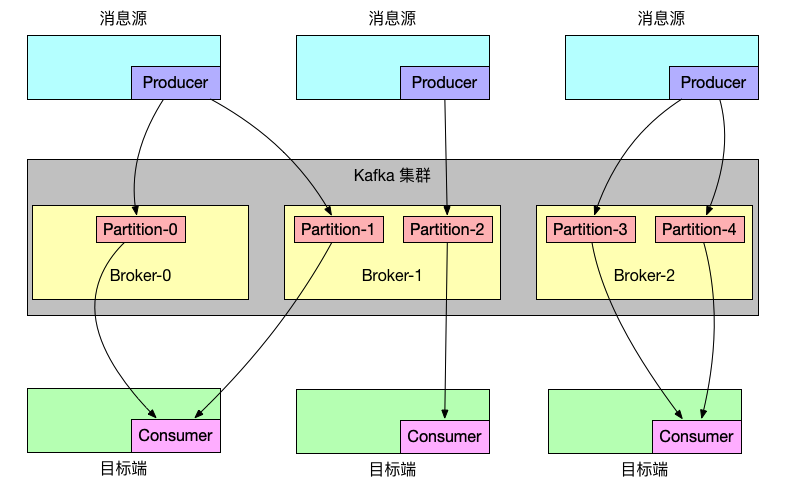 消息源
消息源
消息源
Producer
Producer
Producer
Kafka 集群
Partition-0
Partition-1
Partition-2
Partition-3
Partition-4
Broker-0
Broker-1
Broker-2
Consumer
Consumer
Consumer
目标端
目标端
目标端